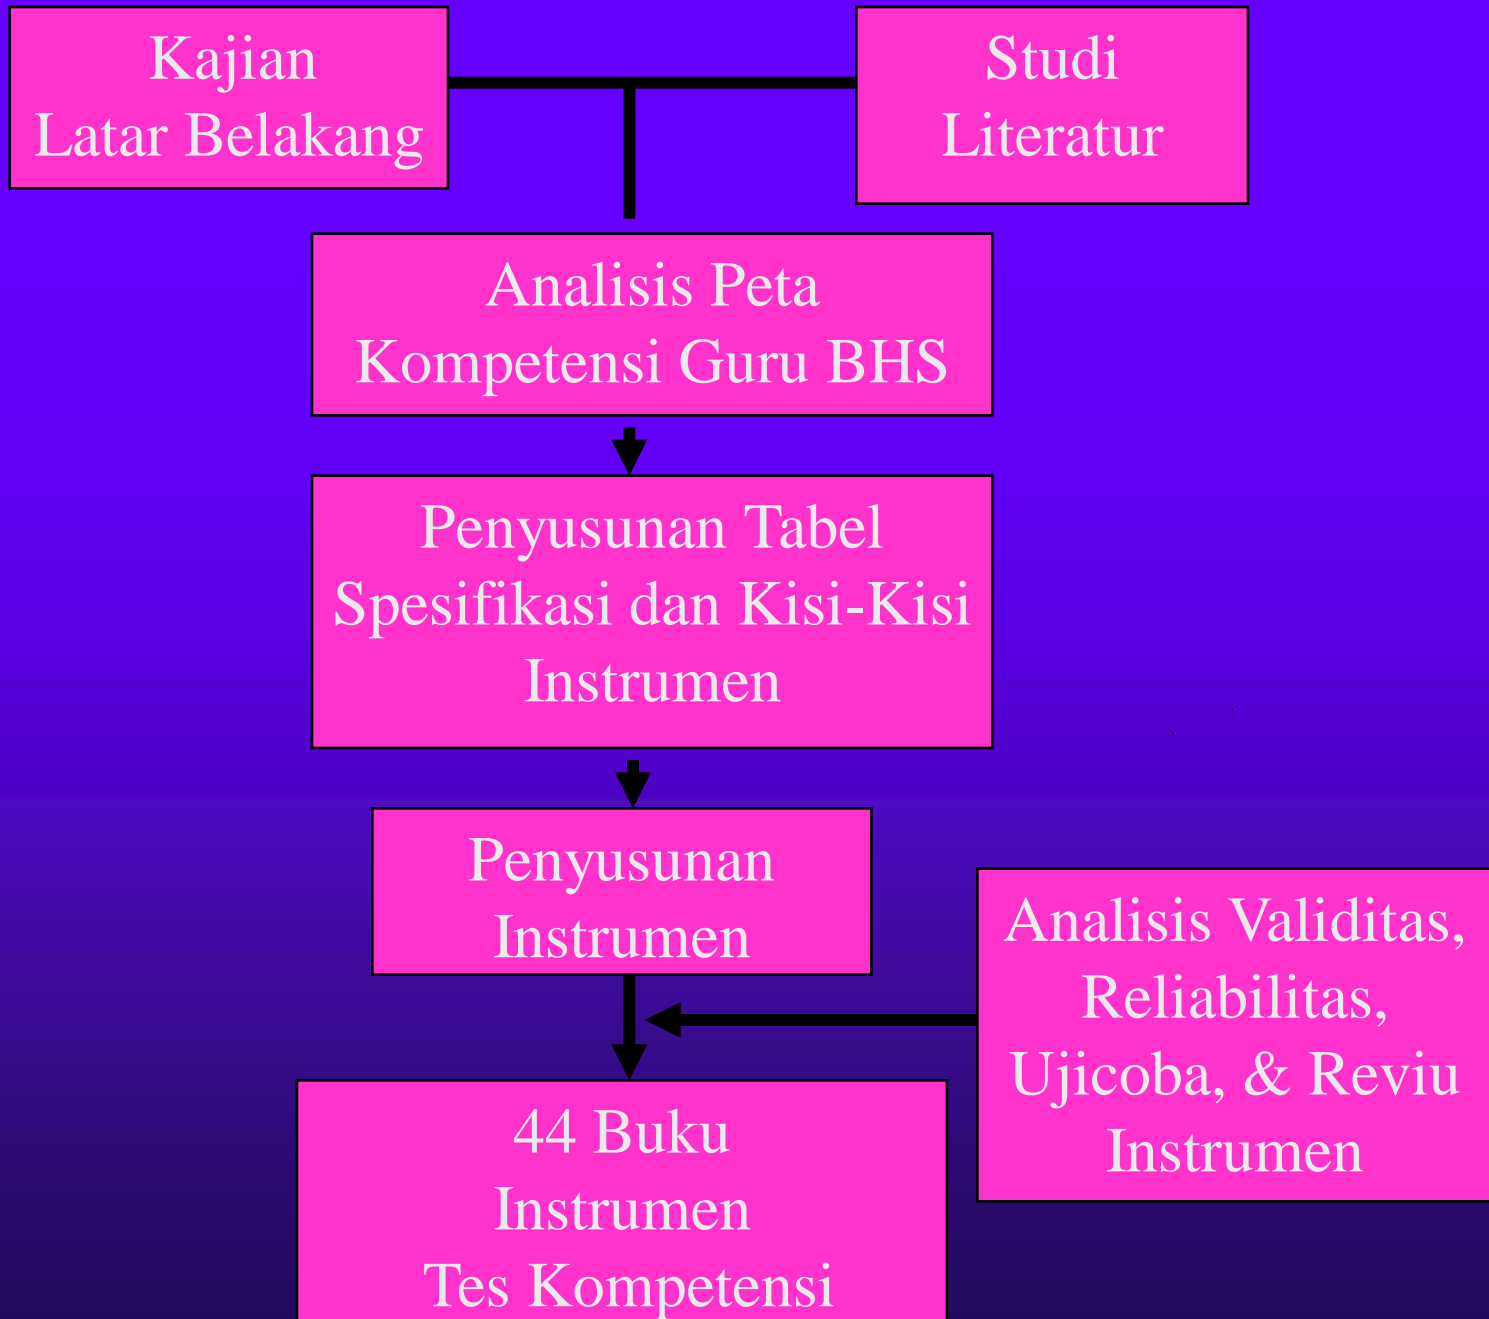 Kajian
Latar Belakang
Studi
Literatur
Analisis Peta
Kompetensi Guru BHS
Penyusunan Tabel
Spesifikasi dan Kisi-Kisi
Instrumen
Penyusunan
Instrumen
Analisis Validitas,
Reliabilitas,
Ujicoba, & Reviu
Instrumen
44 Buku
Instrumen
Tes Kompetensi